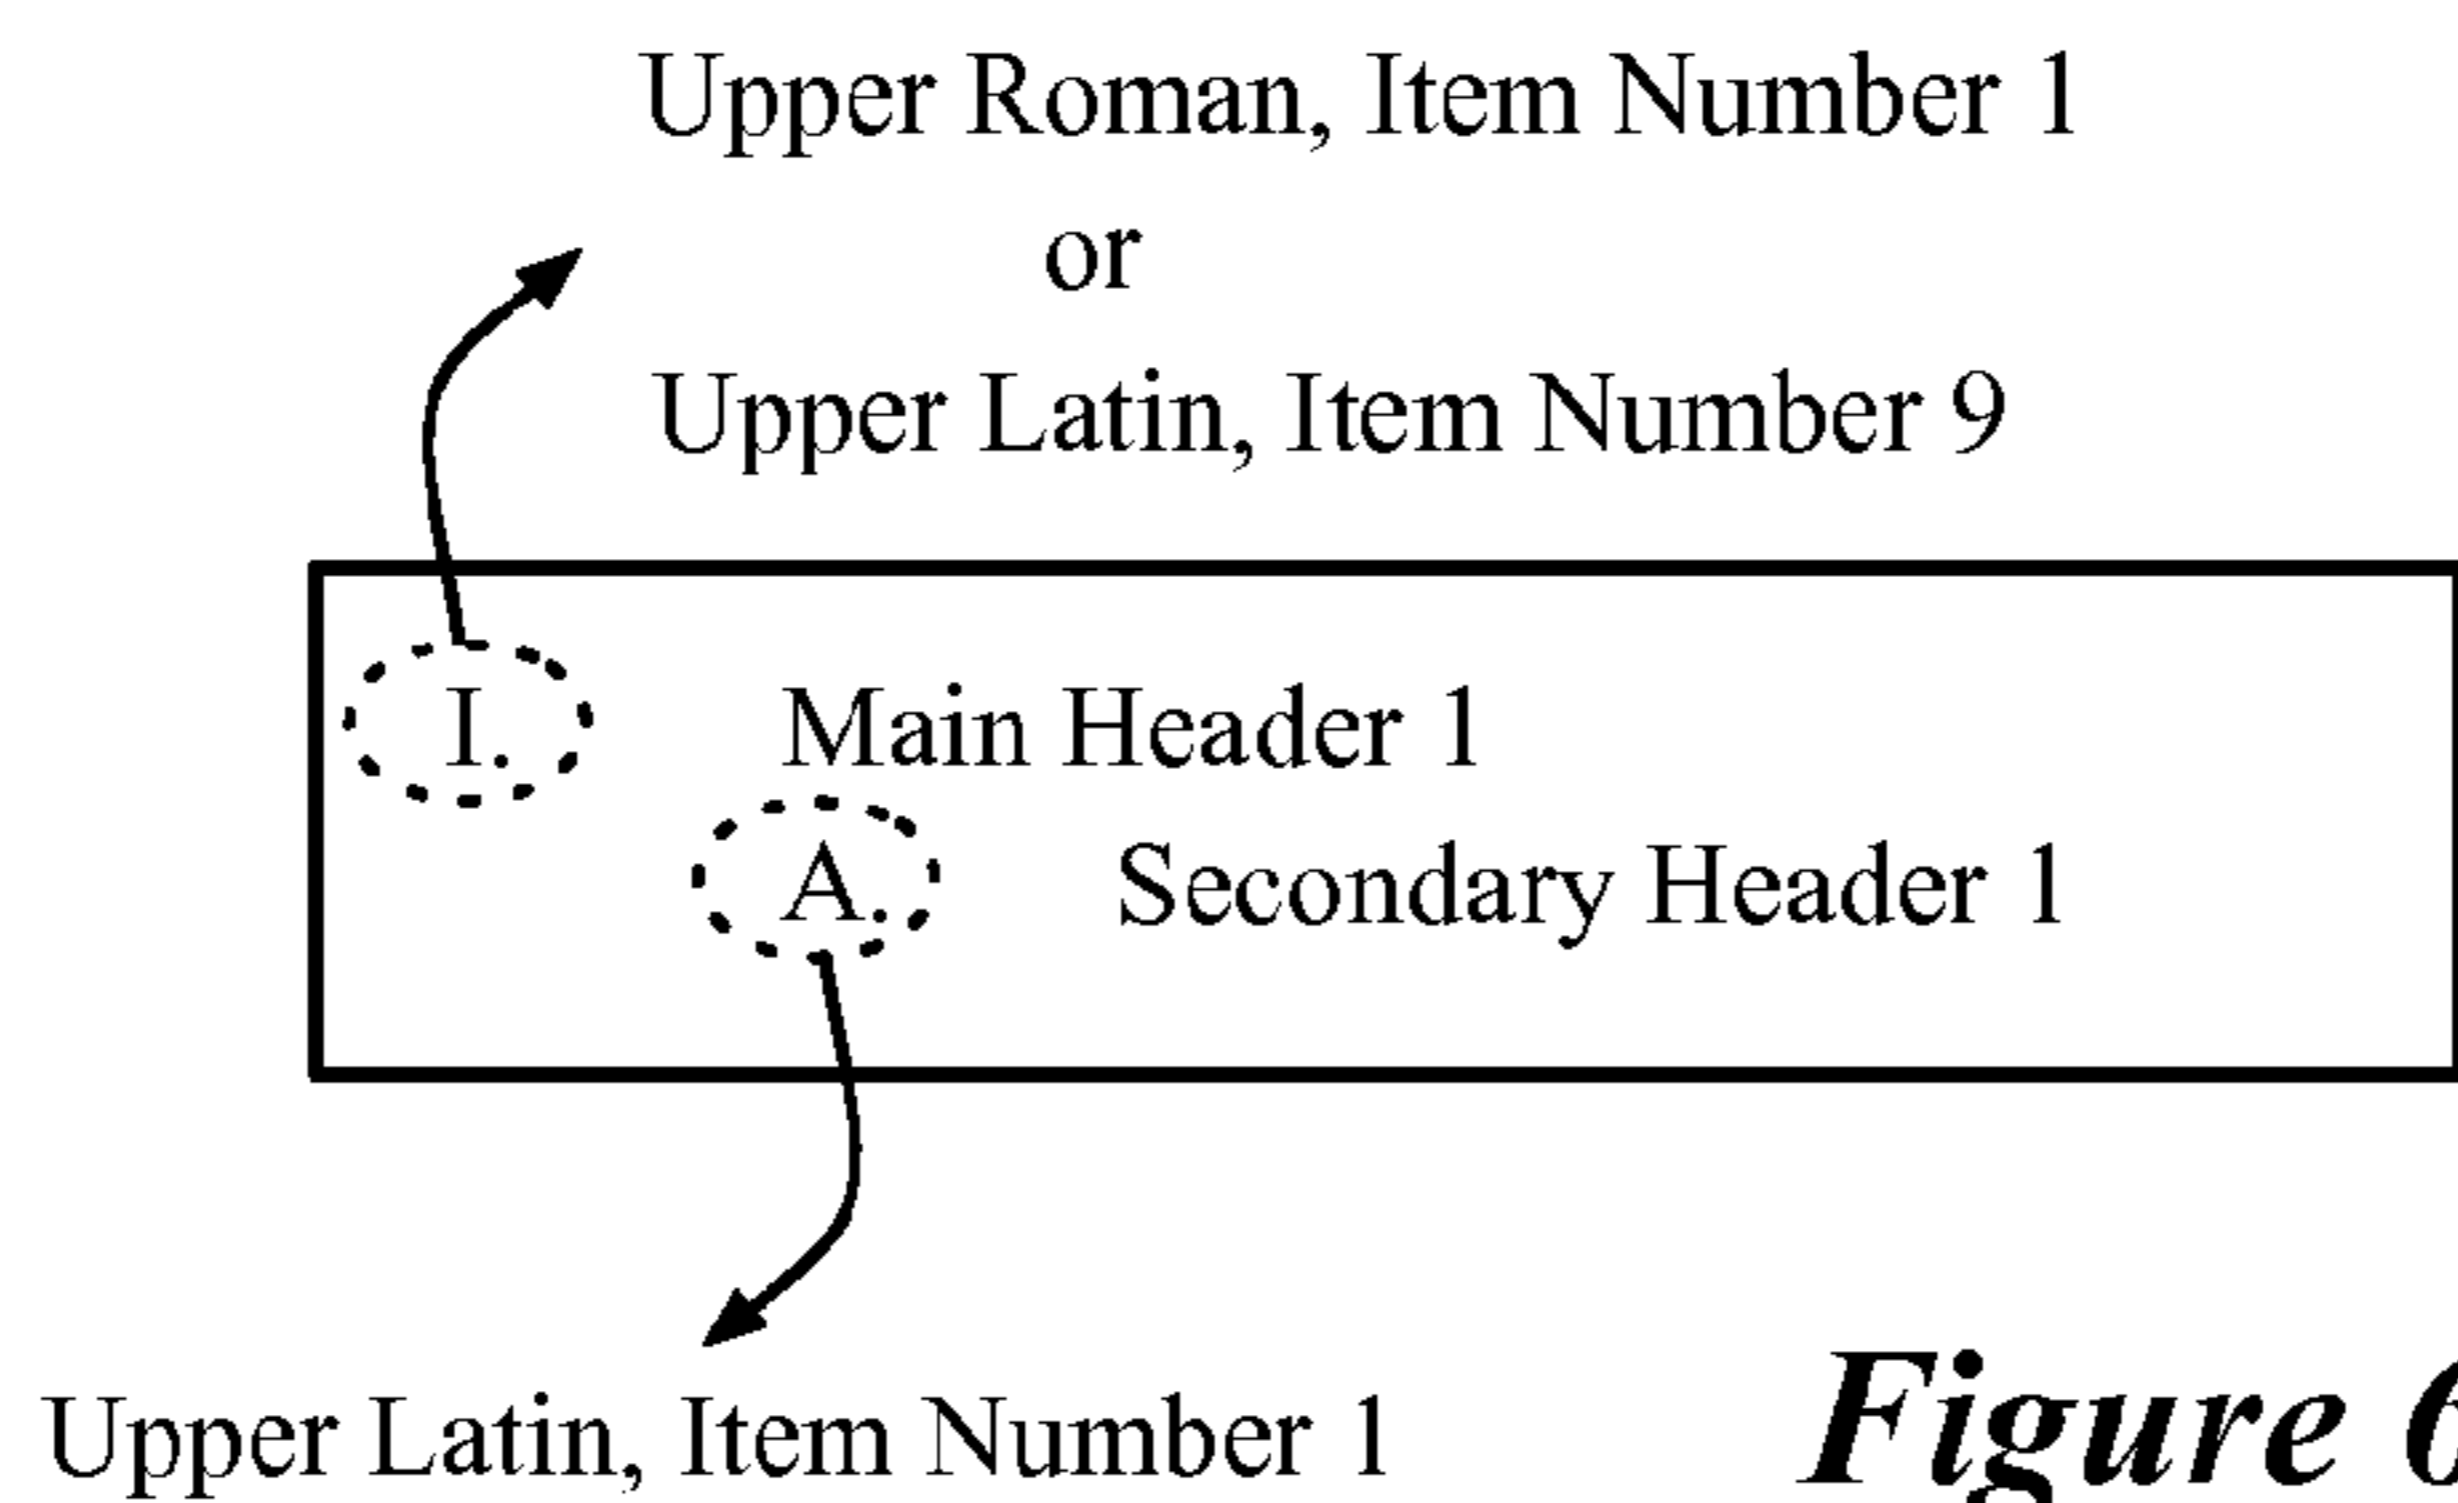 Upper Roman, Item Number 1
or
Upper Latin, Item Number 9
I. Main Header 1
A. Secondary Header 1
Upper Latin, Item Number 1
Figure